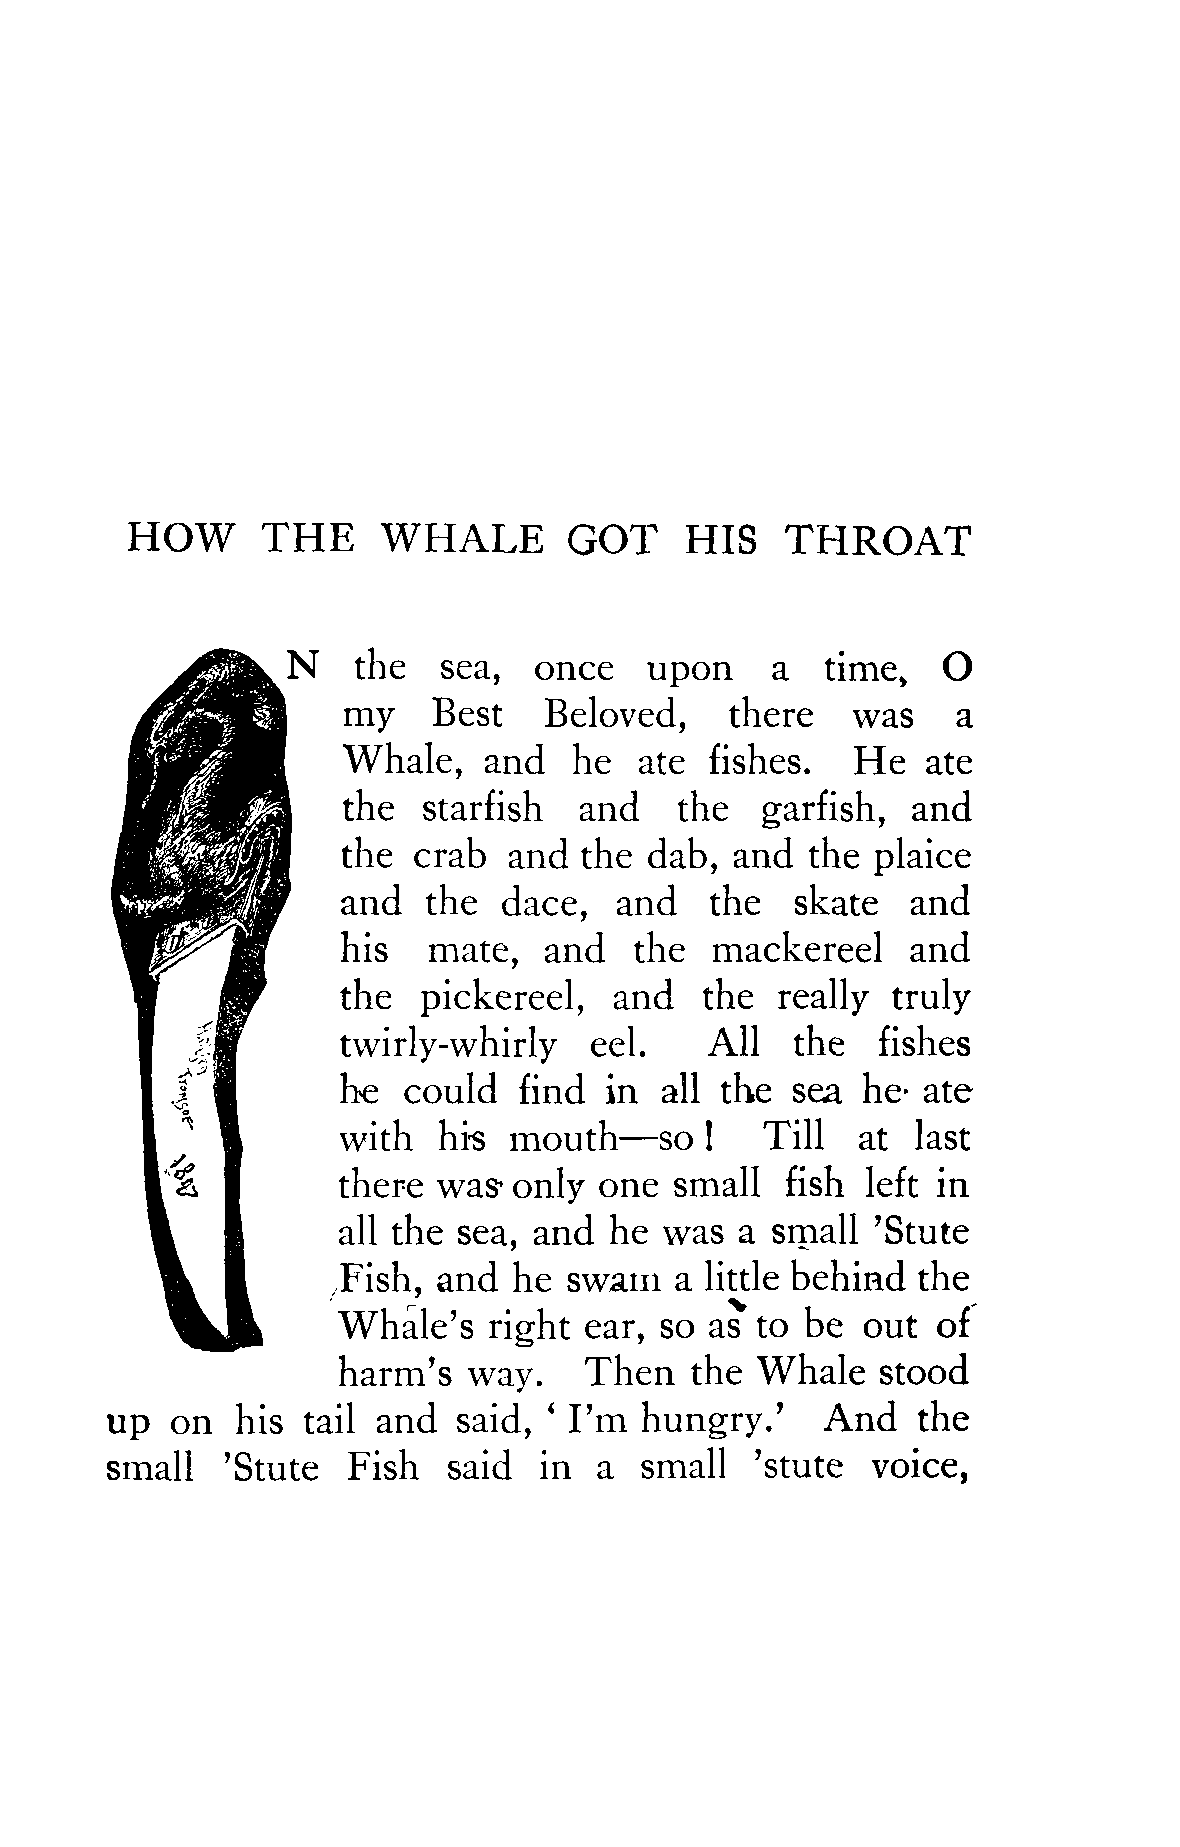 HOW THE WHALE GOT HIS THROAT
N the sea, once upon a time, O
my Best Beloved, there was a
Whale, and he ate fishes. He ate
the starfish and the garfish, and
the crab and the dab, and the plaice
and the dace, and the skate and
his mate, and the mackereel and
the pickereel, and the really truly
twirly-whirly eel. All the fishes
he could find in all the sea he ate
with his mouth—so! Till at last
there was only one small fish left in
all the sea, and he was a small 'Stute
Fish, and he swam a little behind the
Whale's right ear, so as to be out of
harm's way. Then the Whale stood
up on his tail and said, ‘I'm hungry.’ And the
small 'Stute Fish said in a small 'stute voice,